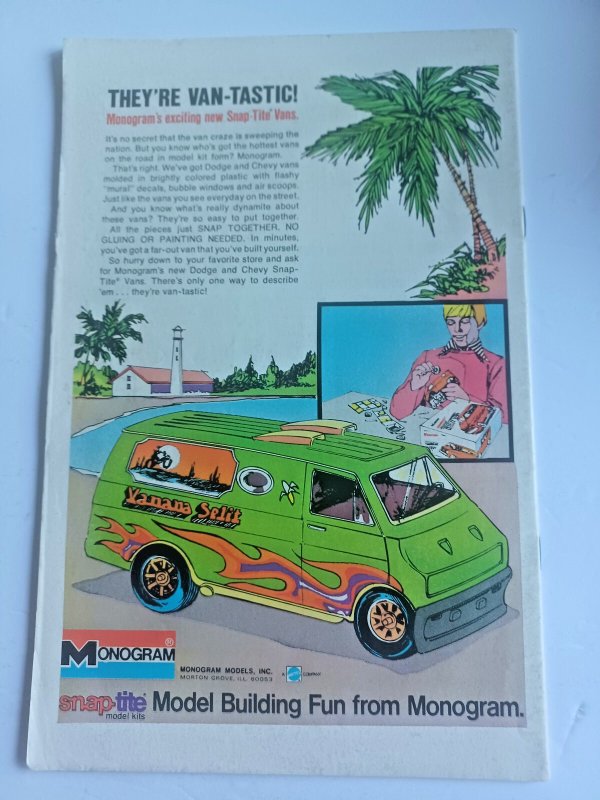 THEY'RE VAN-TASTIC!
Monogram's exciting new Snap-Tite® Vans.
It's no secret that the van craze is sweeping the
nation. But you know who's got the hottest vans
on the road in model kit form? Monogram.
That's right. We've got Dodge and Chevy vans
molded in brightly colored plastic with flashy
"mural" decals, bubble windows and air scoops.
Just like the vans you see everyday on the street.
And you know what's really dynamite about
these vans? They're so easy to put together.
All the pieces just SNAP TOGETHER. NO
GLUING OR PAINTING NEEDED. In minutes,
you've got a far-out van that you've built yourself.
So hurry down to your favorite store and ask
for Monogram's new Dodge and Chevy Snap-
Tite® Vans. There's only one way to describe
'em . . . they're van-tastic!
Vanana Split
MONOGRAM®
MONOGRAM MODELS, INC.
MORTON GROVE, ILL. 60053
A COMPANY
snap-tite®
model kits
Model Building Fun from Monogram.